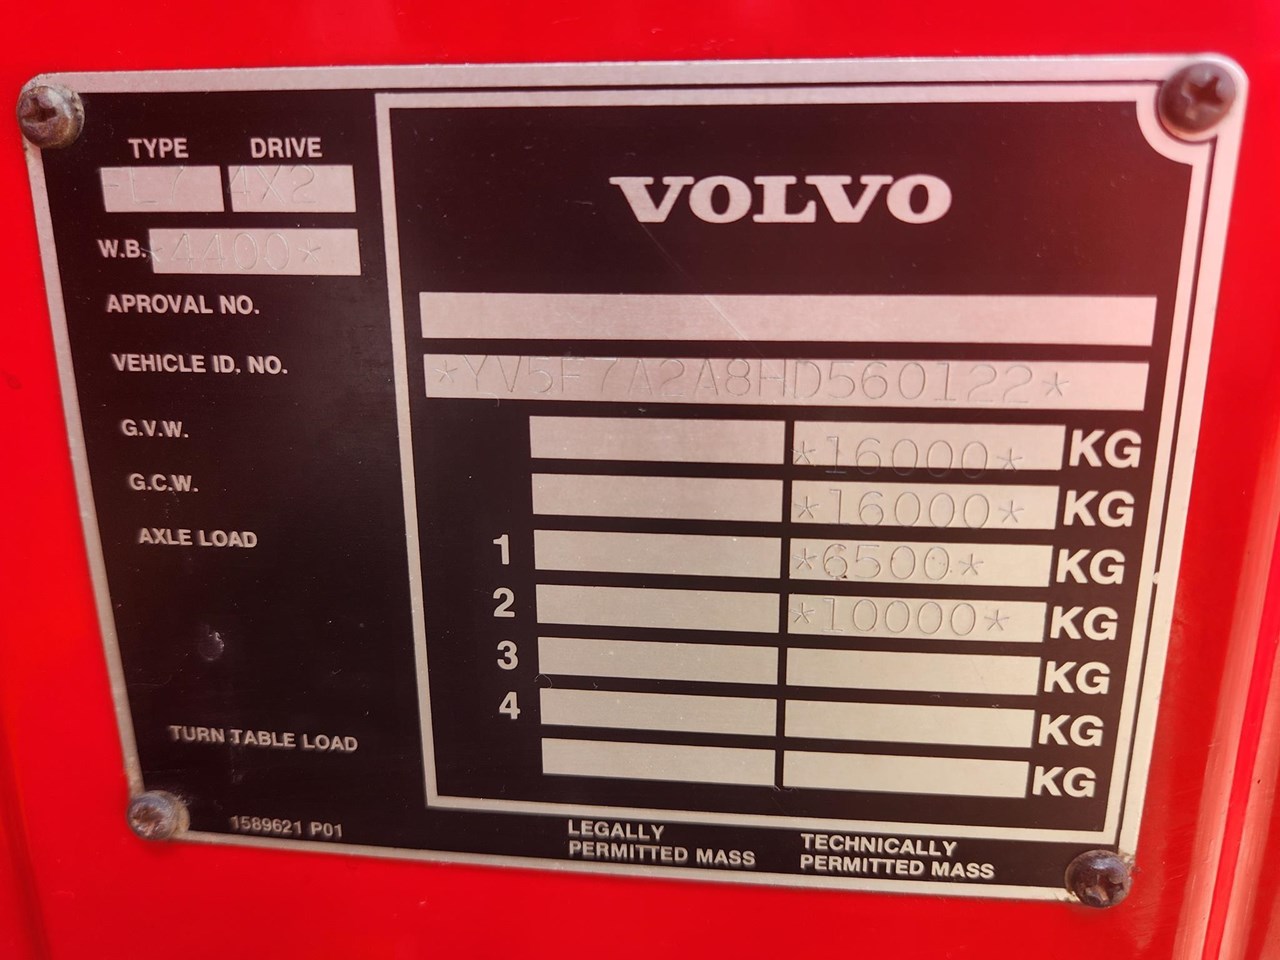 TYPE DRIVE
FL7 4X2
VOLVO
W.B. *4400*
APROVAL NO.
VEHICLE ID. NO. *YV5F7A2A8HD560122*
G.V.W. *16000* KG
G.C.W. *16000* KG
AXLE LOAD 1 *6500* KG
2 *10000* KG
3 KG
4 KG
TURN TABLE LOAD KG
1589621 P01
LEGALLY
PERMITTED MASS
TECHNICALLY
PERMITTED MASS